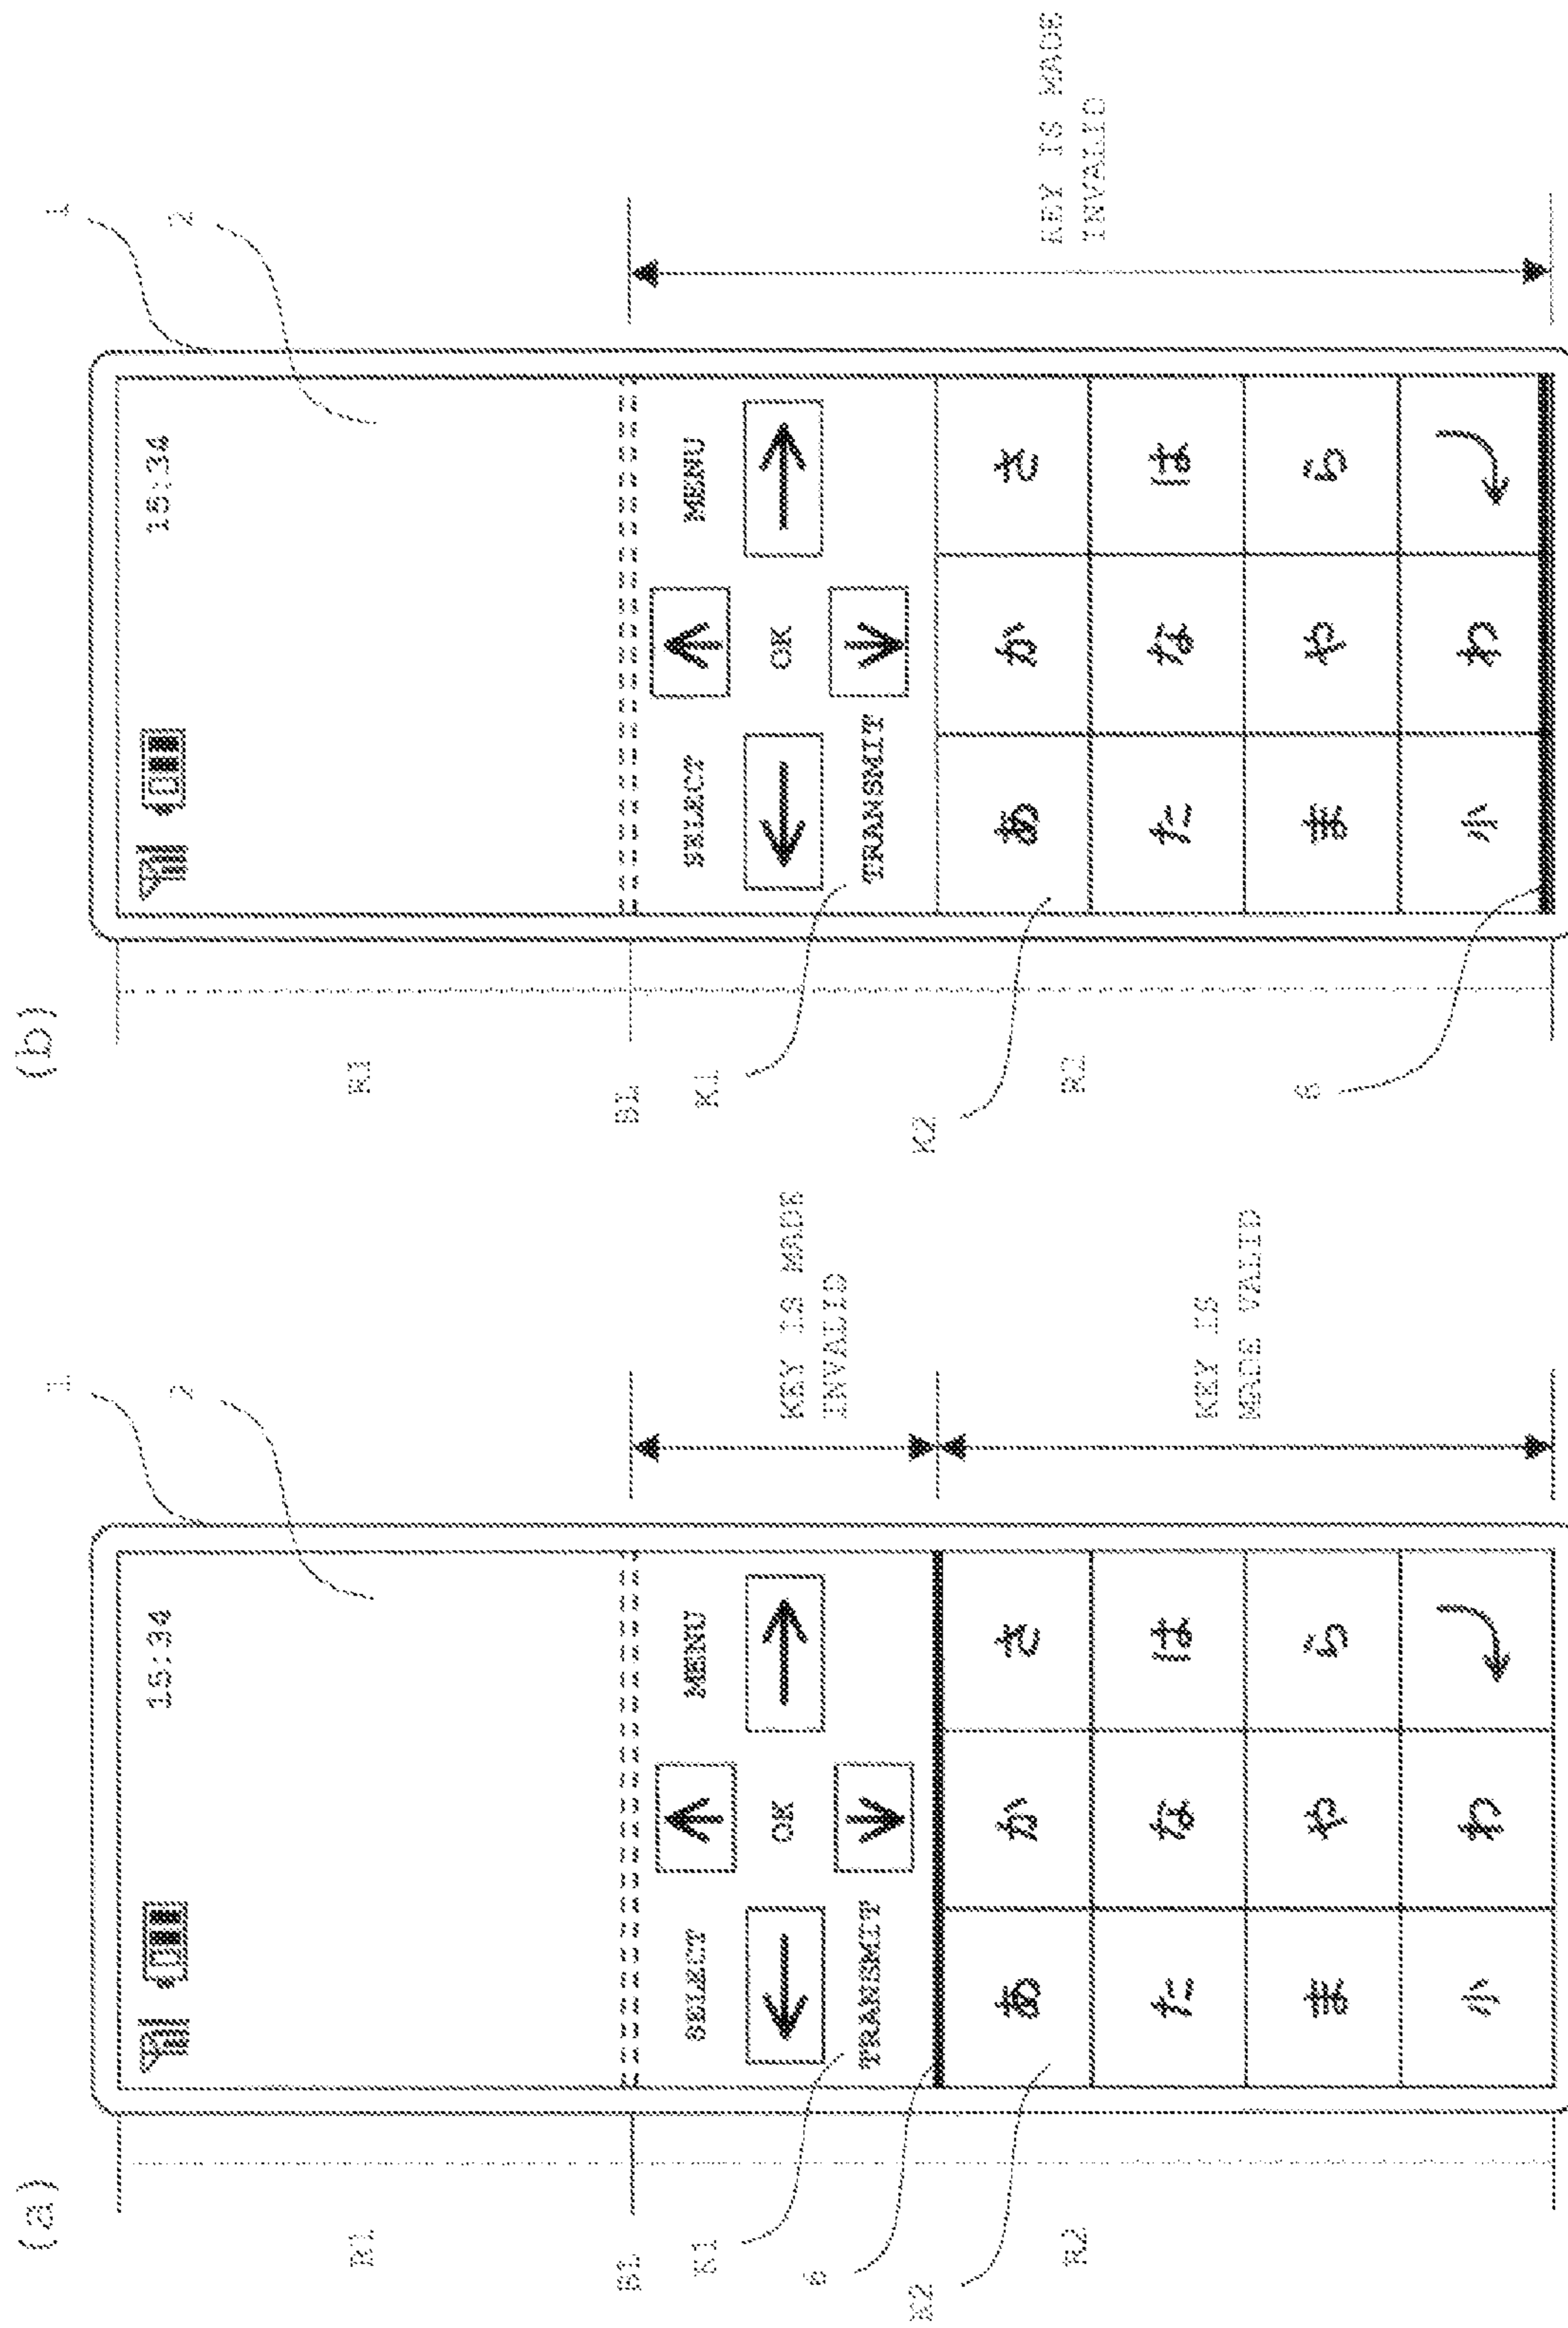 (a)
1
2
15:34
R1
BL
SELECT
MENU
OK
K1
TRANSMIT
KEY IS MADE
INVALID
6
K2
あ
か
さ
た
な
は
R2
KEY IS
MADE VALID
ま
や
ら
小
わ
(b)
1
2
15:34
R1
BL
SELECT
MENU
OK
K1
TRANSMIT
KEY IS MADE
INVALID
K2
あ
か
さ
た
な
は
R2
ま
や
ら
6
小
わ